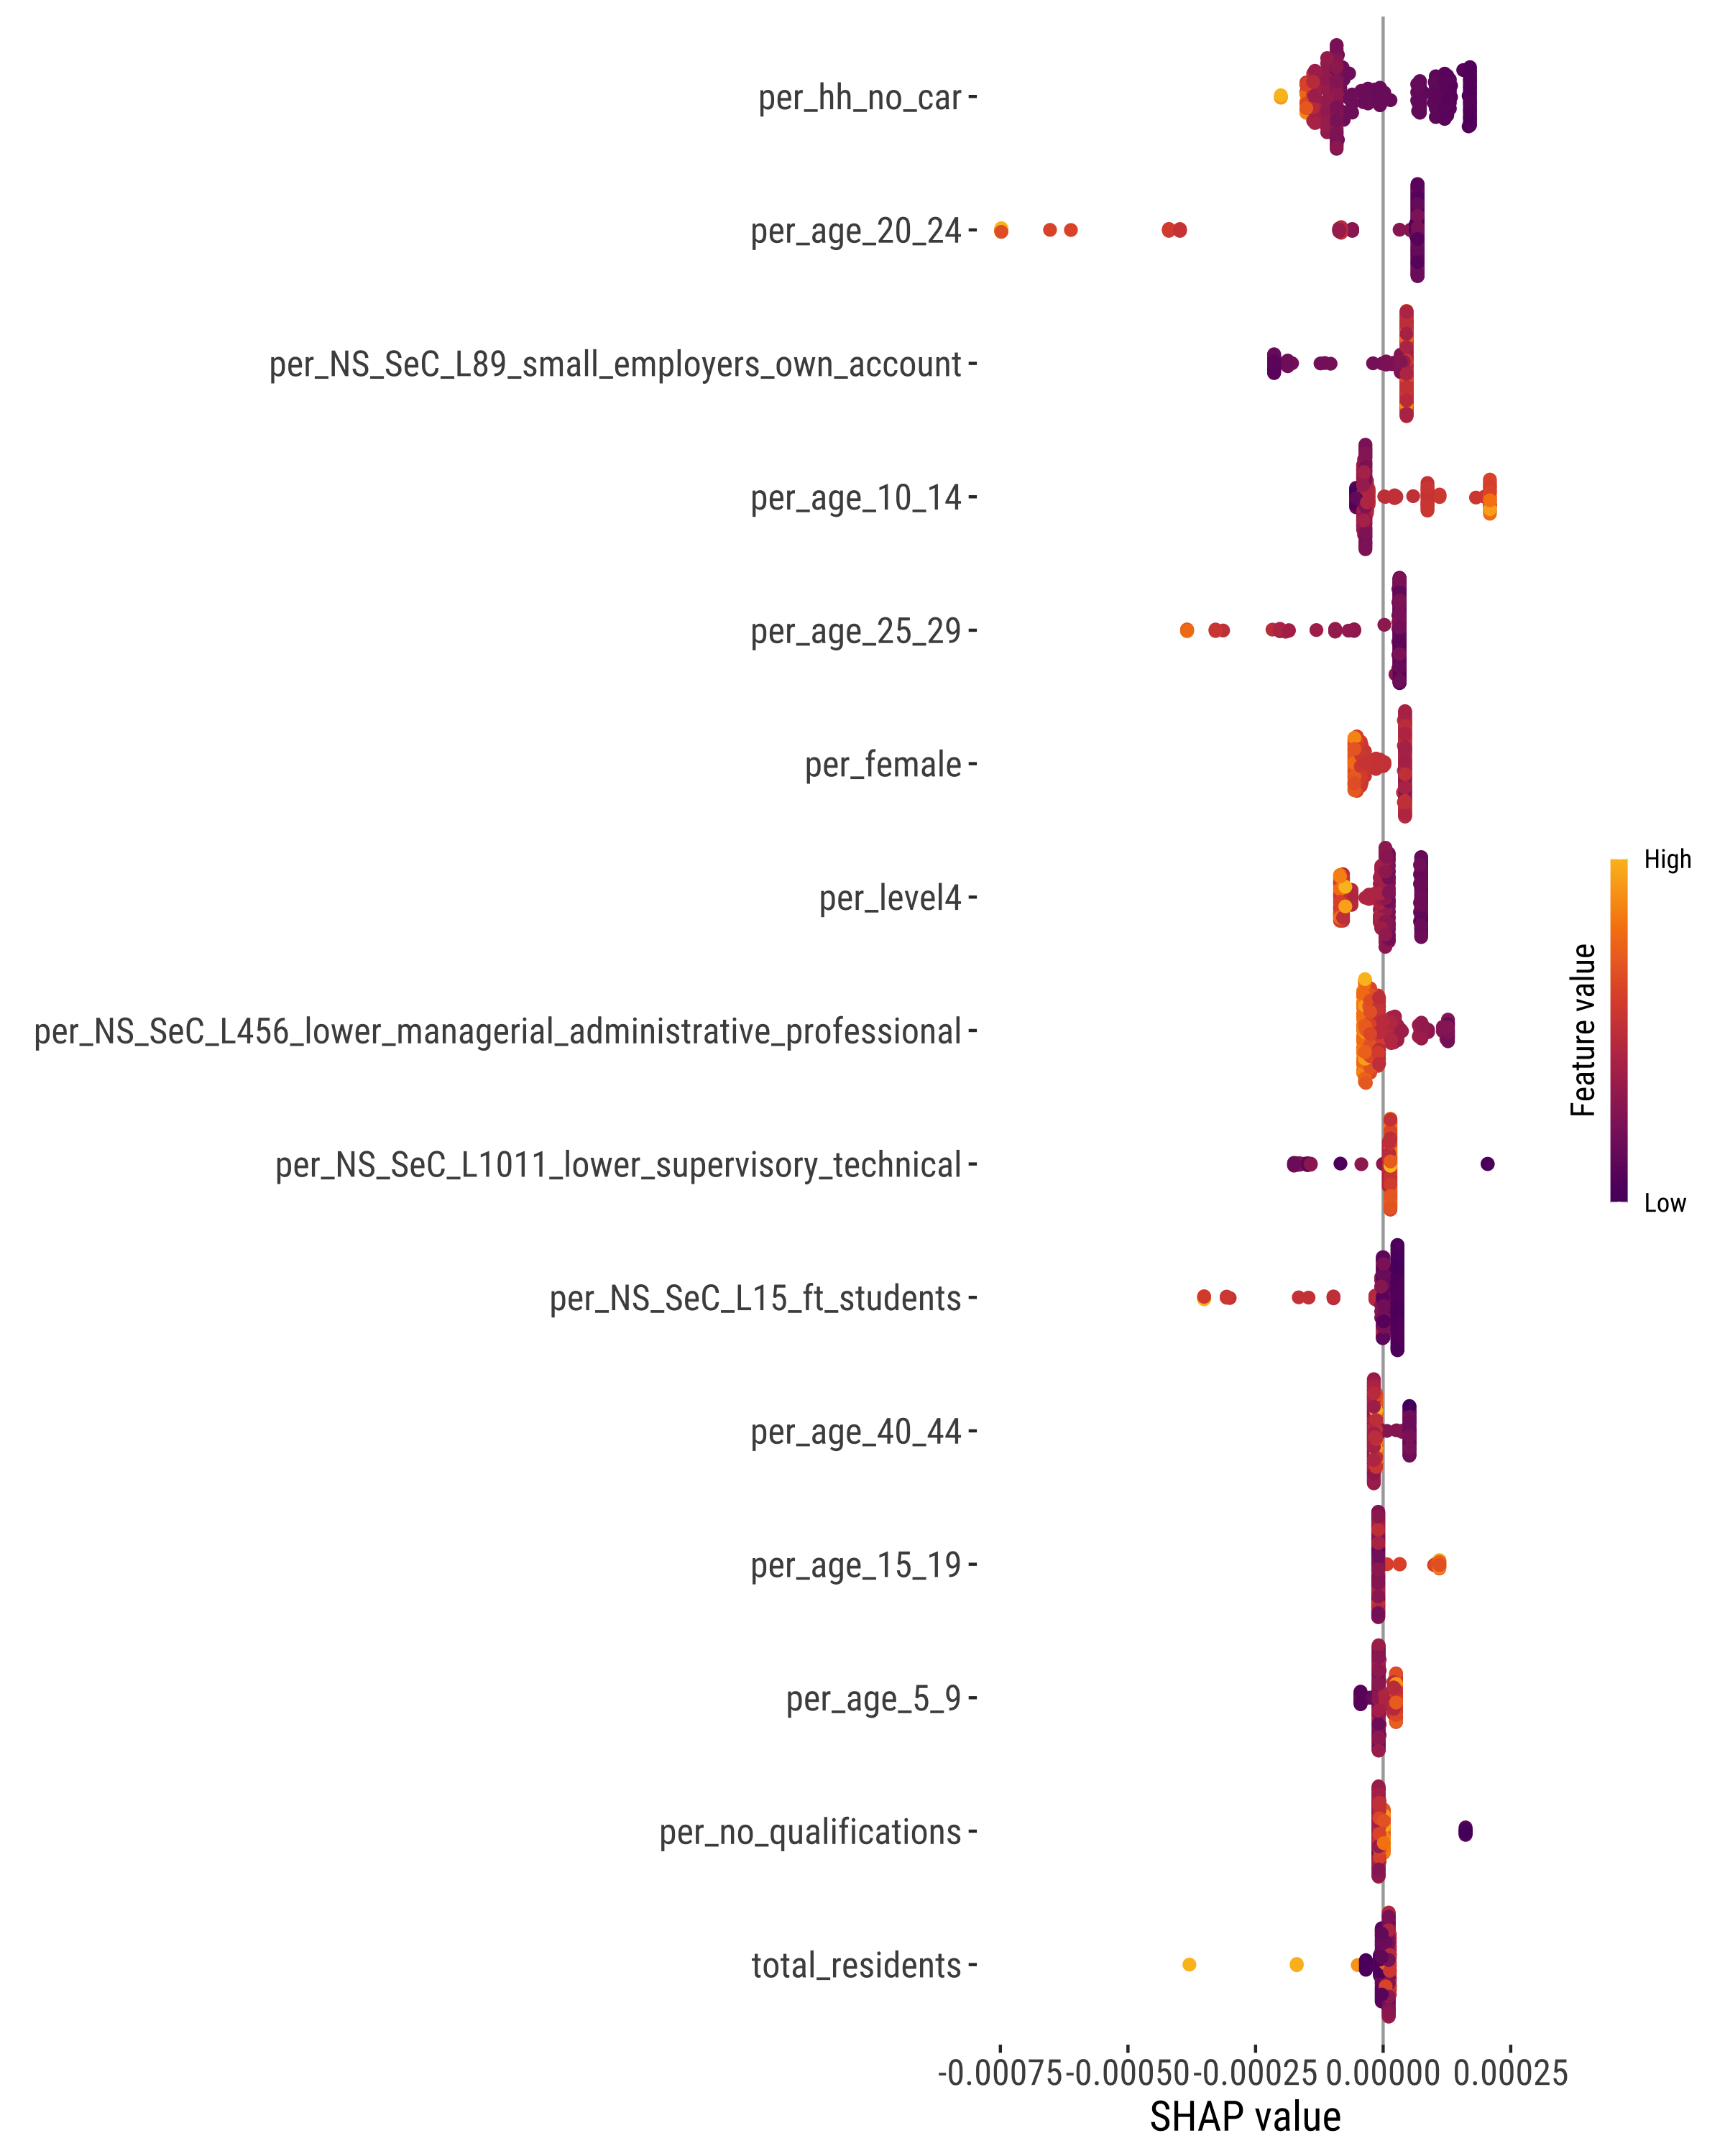 per_hh_no_car
per_age_20_24
per_NS_SeC_L89_small_employers_own_account
per_age_10_14
per_age_25_29
per_female
per_level4
per_NS_SeC_L456_lower_managerial_administrative_professional
per_NS_SeC_L1011_lower_supervisory_technical
per_NS_SeC_L15_ft_students
per_age_40_44
per_age_15_19
per_age_5_9
per_no_qualifications
total_residents
-0.00075 -0.00050 -0.00025 0.00000 0.00025
SHAP value
High
Feature value
Low